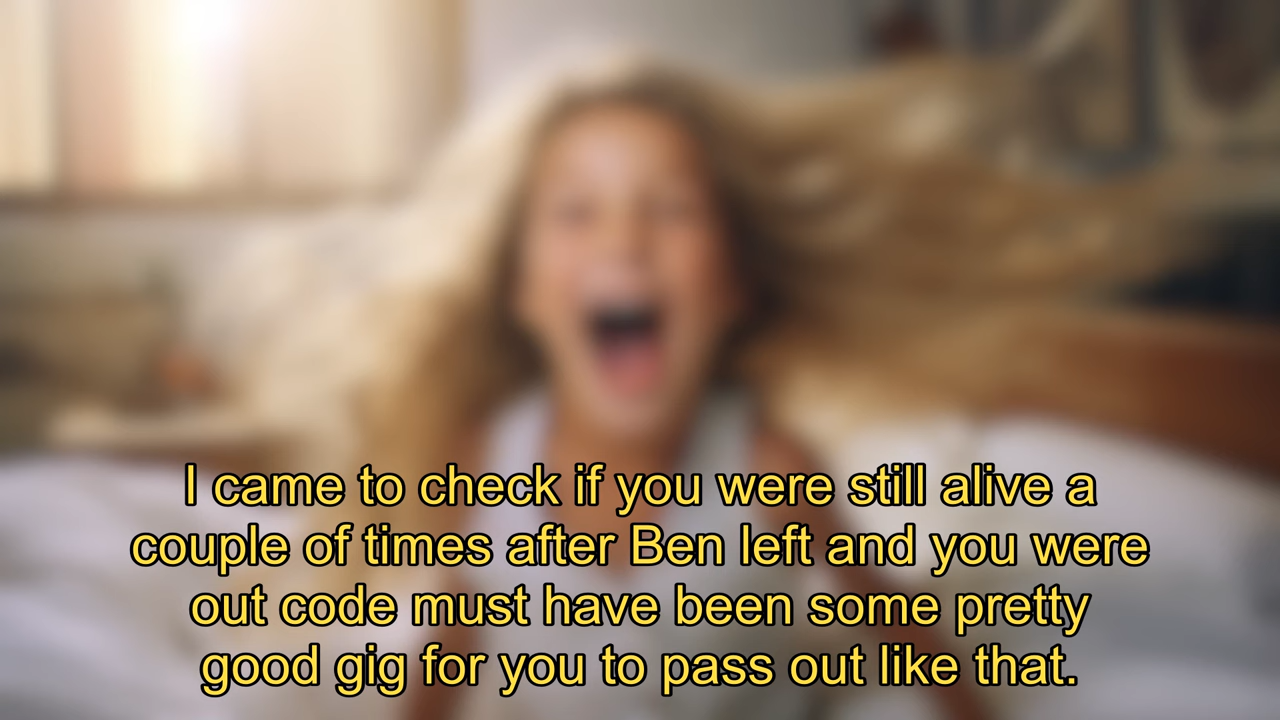 I came to check if you were still alive a
couple of times after Ben left and you were
out code must have been some pretty
good gig for you to pass out like that.